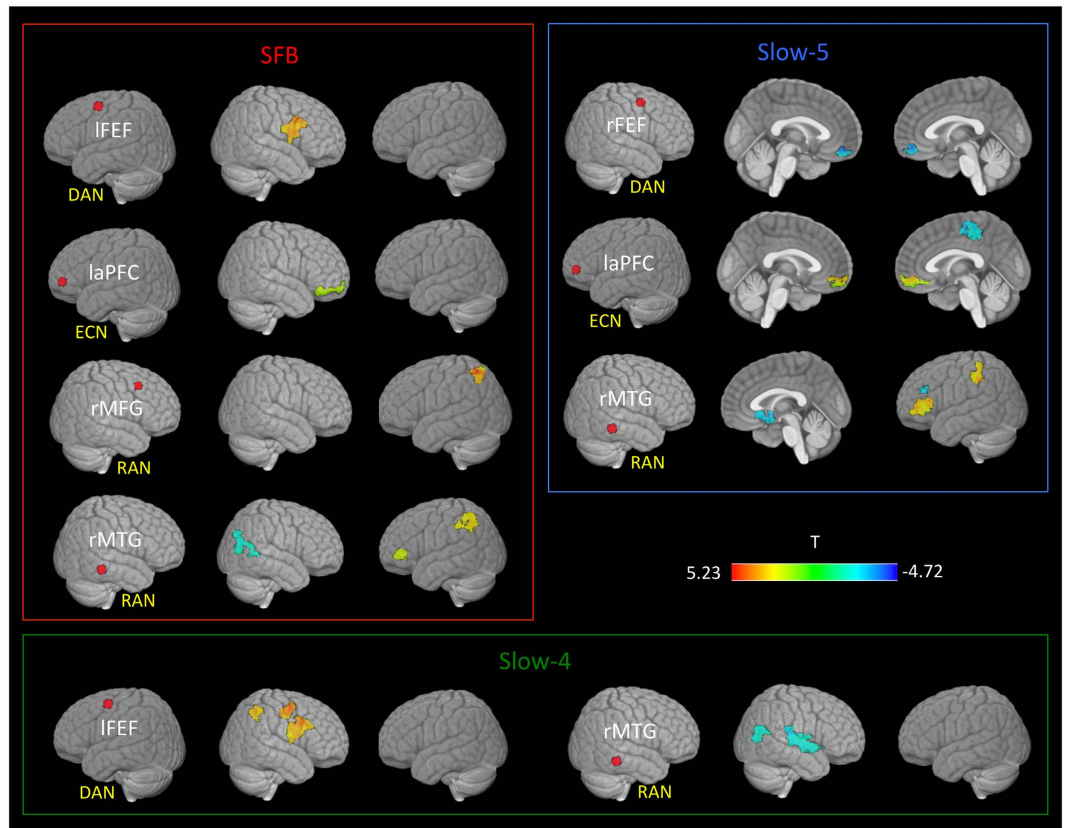 SFB
lFEF
DAN
laPFC
ECN
rMFG
RAN
rMTG
RAN
Slow-5
rFEF
DAN
laPFC
ECN
rMTG
RAN
T
5.23 -4.72
Slow-4
lFEF
DAN
rMTG
RAN